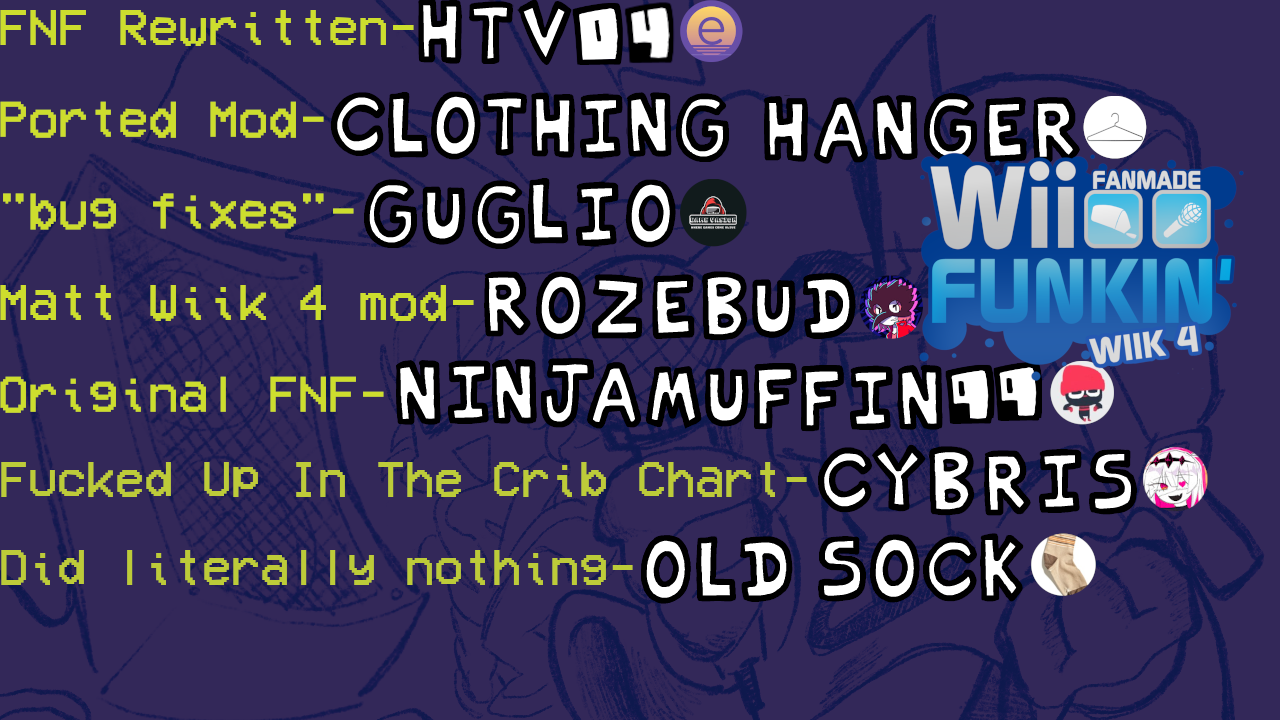 FNF Rewritten-HTV04
e
Ported Mod-CLOTHING HANGER
"bug fixes"-GUGLIO
Matt Wiik 4 mod-ROZEBUD
Original FNF-NINJAMUFFIN99
Fucked Up In The Crib Chart-CYBRIS
Did literally nothing-OLD SOCK
Wii FANMADE
FUNKIN'
WIIK 4